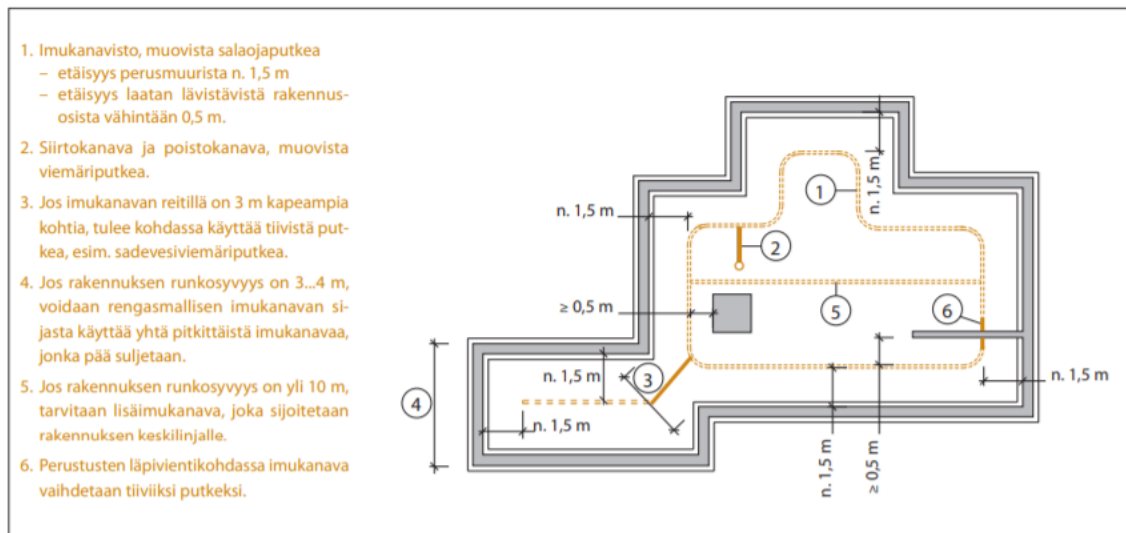 1. Imukanavisto, muovista salaojaputkea
– etäisyys perusmuurista n. 1,5 m
– etäisyys laatan lävistävistä rakennus-
osista vähintään 0,5 m.
2. Siirtokanava ja poistokanava, muovista
viemäriputkea.
3. Jos imukanavan reitillä on 3 m kapeampia
kohtia, tulee kohdassa käyttää tiivistä put-
kea, esim. sadevesiviemäriputkea.
4. Jos rakennuksen runkosyvyys on 3...4 m,
voidaan rengasmallisen imukanavan si-
jasta käyttää yhtä pitkittäistä imukanavaa,
jonka pää suljetaan.
5. Jos rakennuksen runkosyvyys on yli 10 m,
tarvitaan lisäimukanava, joka sijoitetaan
rakennuksen keskilinjalle.
6. Perustusten läpivientikohdassa imukanava
vaihdetaan tiiviiksi putkeksi.
n. 1,5 m
1
n. 1,5 m
2
≥ 0,5 m
5
6
n. 1,5 m
3
n. 1,5 m
4
n. 1,5 m
n. 1,5 m
≥ 0,5 m